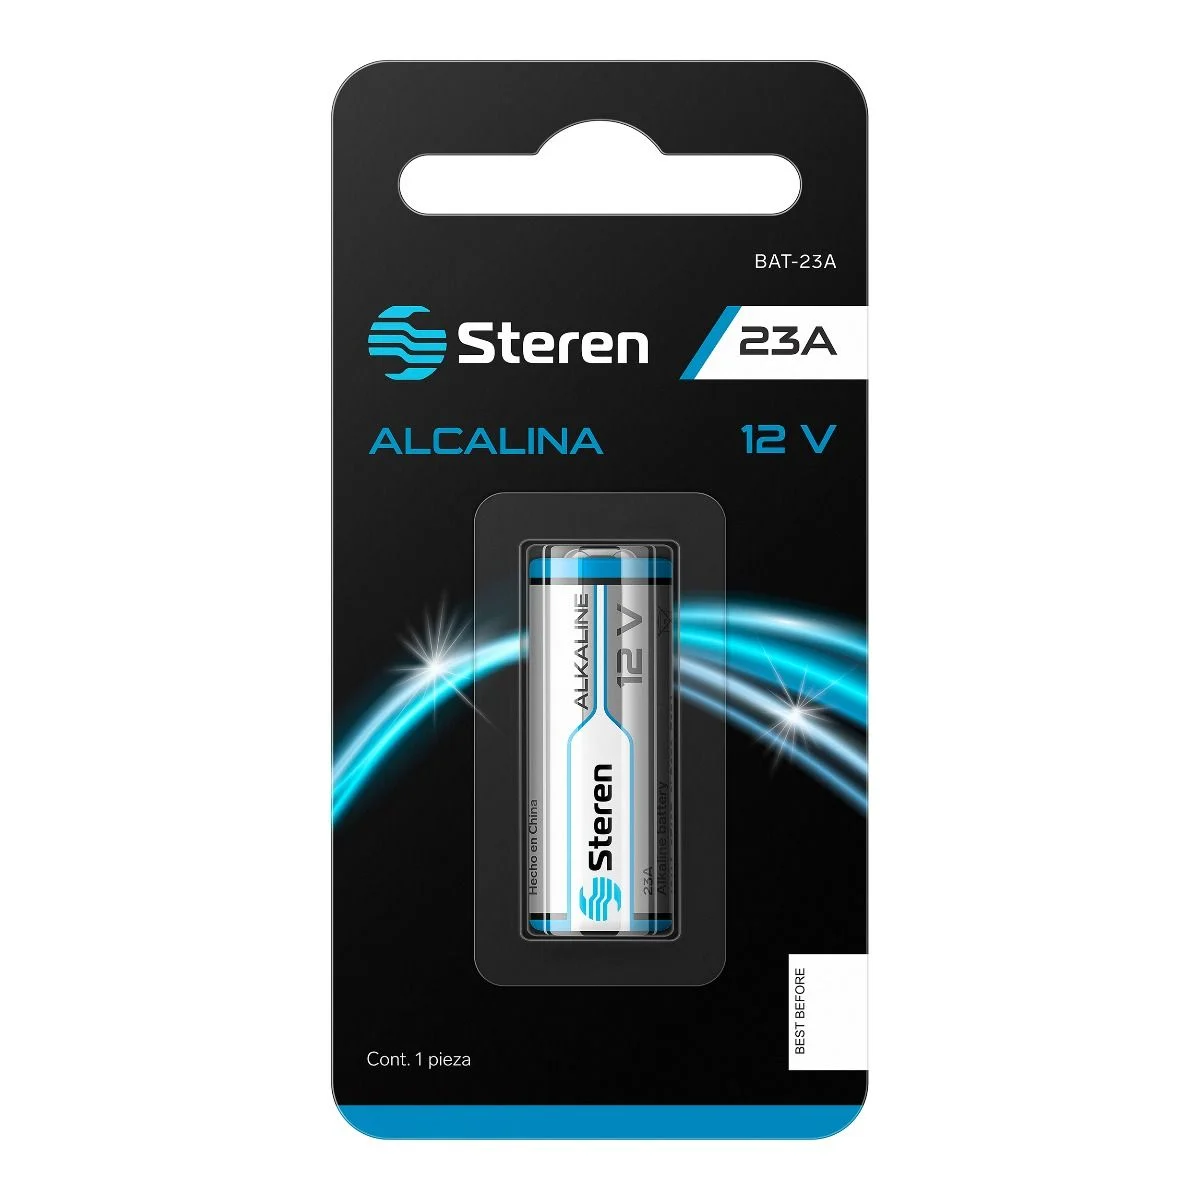 BAT-23A
Steren
23A
ALCALINA
12 V
ALKALINE
12 V
Steren
Hecho en China
23A
Alkaline battery
BEST BEFORE
Cont. 1 pieza